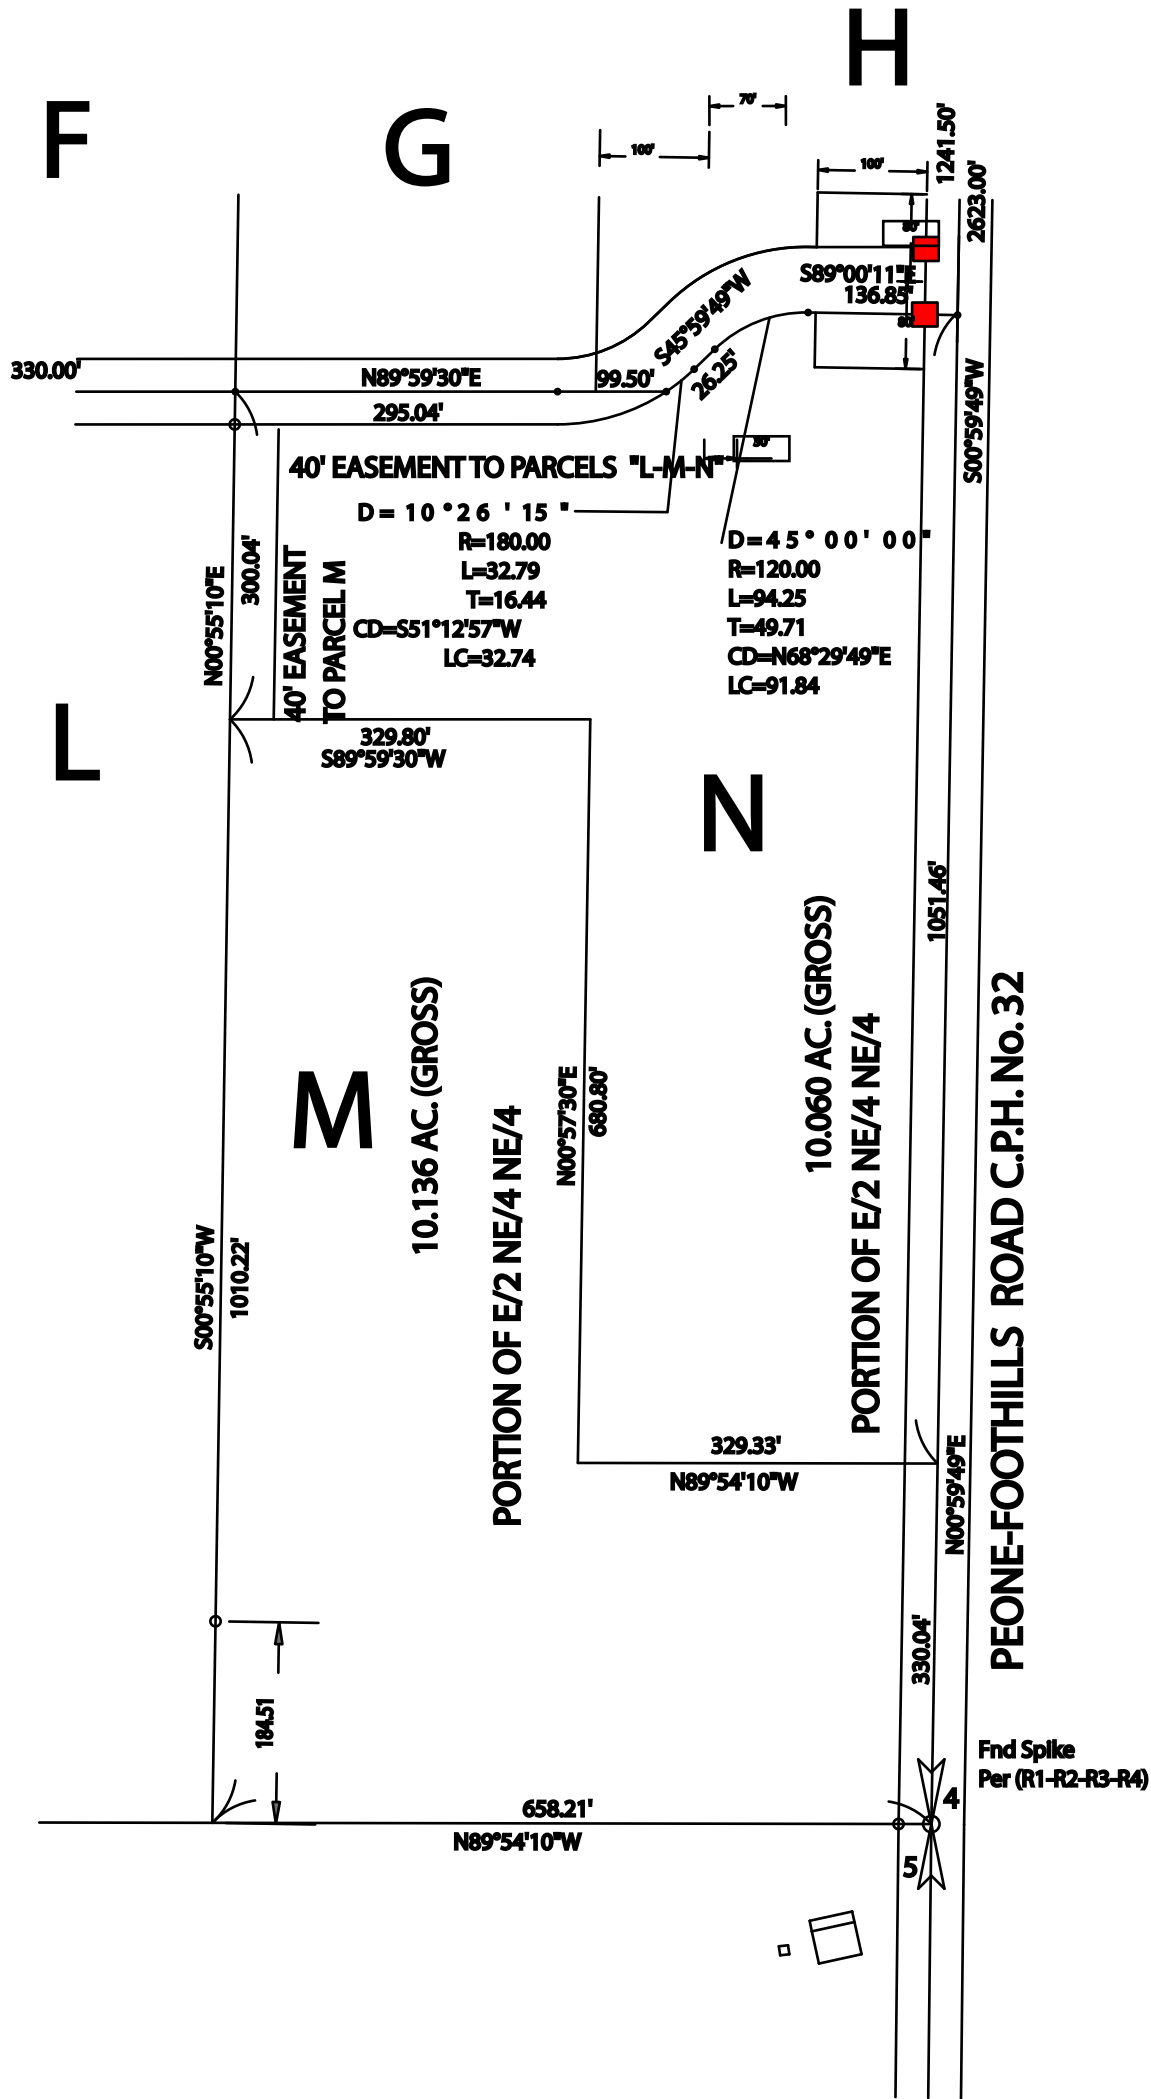 H
F
G
70'
100'
100'
1241.50'
2623.00'
80'
S89°00'11"E
136.85'
80'
S45°59'49"W
26.25'
330.00'
N89°59'30"E
99.50'
295.04'
S00°59'49"W
30'
40' EASEMENT TO PARCELS "L-M-N"
D= 10°26'15"
R=180.00
L=32.79
T=16.44
CD=S51°12'57"W
LC=32.74
D=45°00'00"
R=120.00
L=94.25
T=49.71
CD=N68°29'49"E
LC=91.84
N00°55'10"E
300.04'
40' EASEMENT
TO PARCEL M
L
329.80'
S89°59'30"W
N
1051.46'
10.060 AC. (GROSS)
PORTION OF E/2 NE/4 NE/4
M
10.136 AC. (GROSS)
PORTION OF E/2 NE/4 NE/4
N00°57'30"E
680.80'
S00°55'10"W
1010.22'
PEONE-FOOTHILLS ROAD C.P.H. No. 32
329.33'
N89°54'10"W
N00°59'49"E
330.04'
184.51
Fnd Spike
Per (R1-R2-R3-R4)
4
658.21'
N89°54'10"W
5